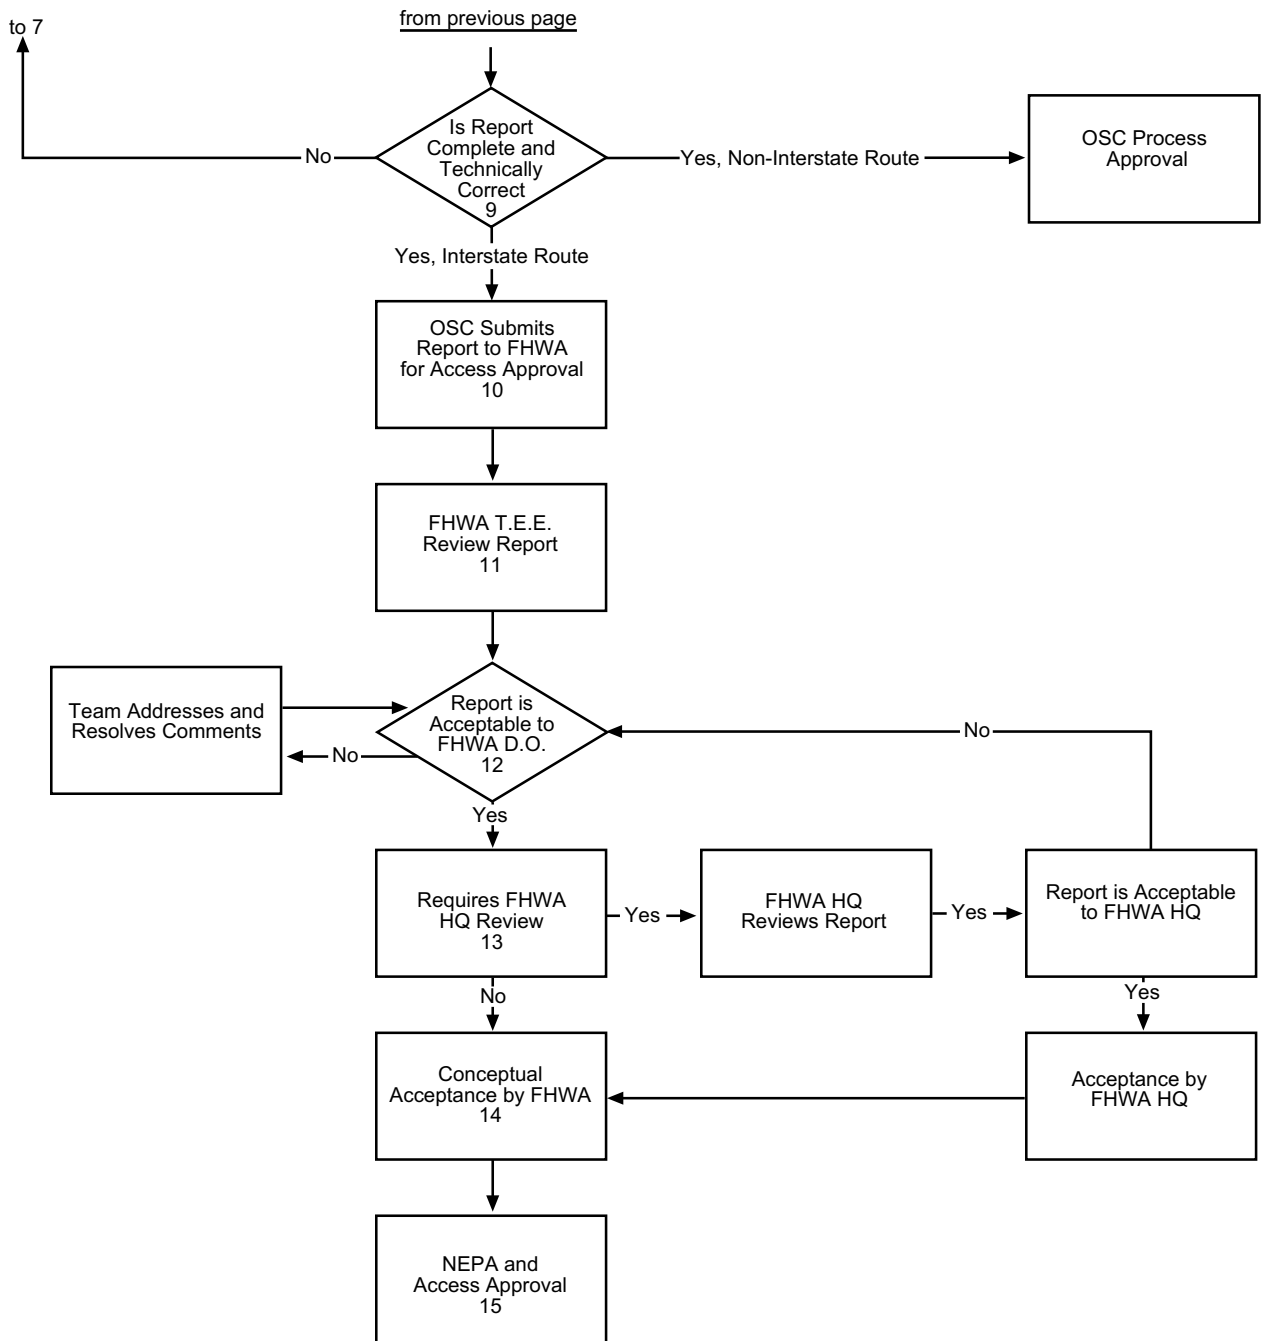 from previous page
to 7
Is Report
Complete and
Technically
Correct
9
No
Yes, Non-Interstate Route
OSC Process
Approval
Yes, Interstate Route
OSC Submits
Report to FHWA
for Access Approval
10
FHWA T.E.E.
Review Report
11
Team Addresses and
Resolves Comments
Report is
Acceptable to
FHWA D.O.
12
No
No
Yes
Requires FHWA
HQ Review
13
Yes
FHWA HQ
Reviews Report
Yes
Report is Acceptable
to FHWA HQ
No
Yes
Conceptual
Acceptance by FHWA
14
Acceptance by
FHWA HQ
NEPA and
Access Approval
15